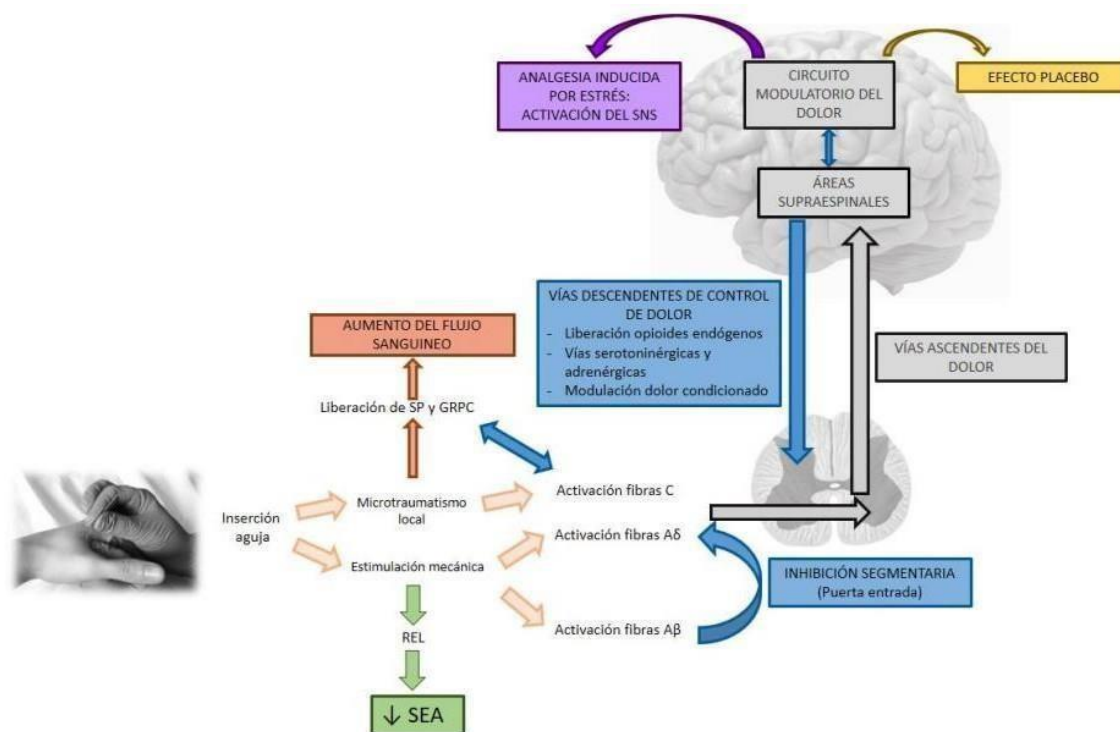 ANALGESIA INDUCIDA
POR ESTRÉS:
ACTIVACIÓN DEL SNS
CIRCUITO
MODULATORIO DEL
DOLOR
EFECTO PLACEBO
ÁREAS
SUPRAESPINALES
VÍAS DESCENDENTES DE CONTROL
DE DOLOR
- Liberación opioides endógenos
- Vías serotoninérgicas y
adrenérgicas
- Modulación dolor condicionado
AUMENTO DEL FLUJO
SANGUINEO
VÍAS ASCENDENTES DEL
DOLOR
Liberación de SP y GRPC
Inserción
aguja
Microtraumatismo
local
Activación fibras C
Activación fibras Aδ
Estimulación mecánica
INHIBICIÓN SEGMENTARIA
(Puerta entrada)
Activación fibras Aβ
REL
↓ SEA